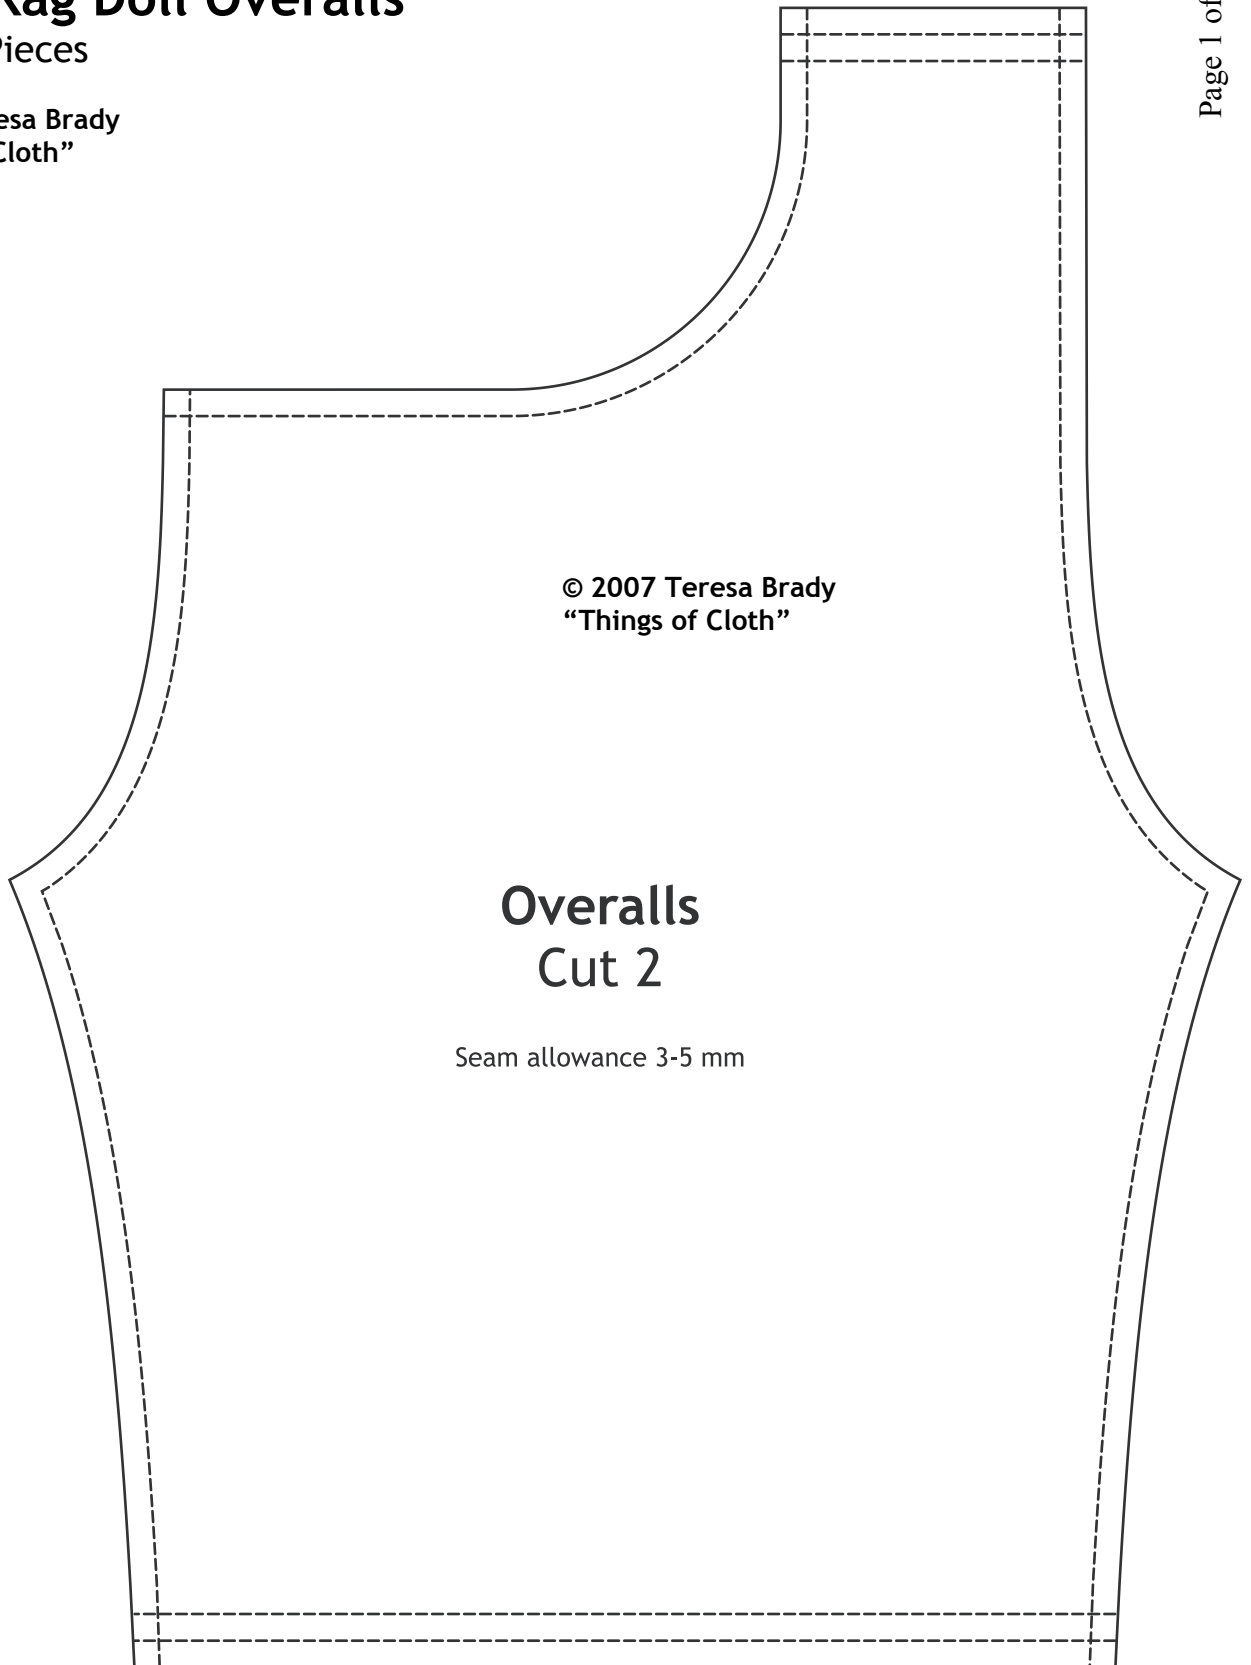 Rag Doll Overalls
Pieces
esa Brady
Cloth”
Page 1 of
© 2007 Teresa Brady
“Things of Cloth”
Overalls
Cut 2
Seam allowance 3-5 mm